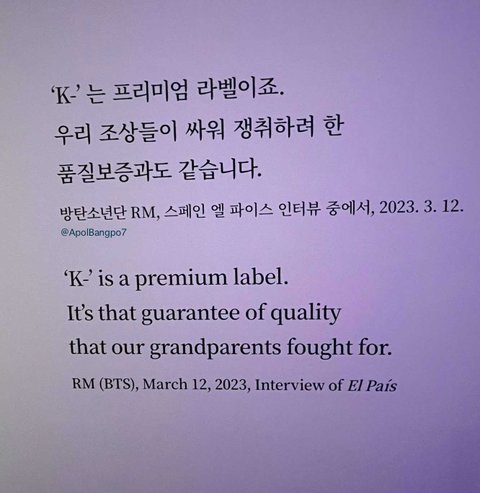 ‘K-’ 는 프리미엄 라벨이죠.
우리 조상들이 싸워 쟁취하려 한
품질보증과도 같습니다.
방탄소년단 RM, 스페인 엘 파이스 인터뷰 중에서, 2023. 3. 12.
@ApolBangpo7
‘K-’ is a premium label.
It’s that guarantee of quality
that our grandparents fought for.
RM (BTS), March 12, 2023, Interview of El País